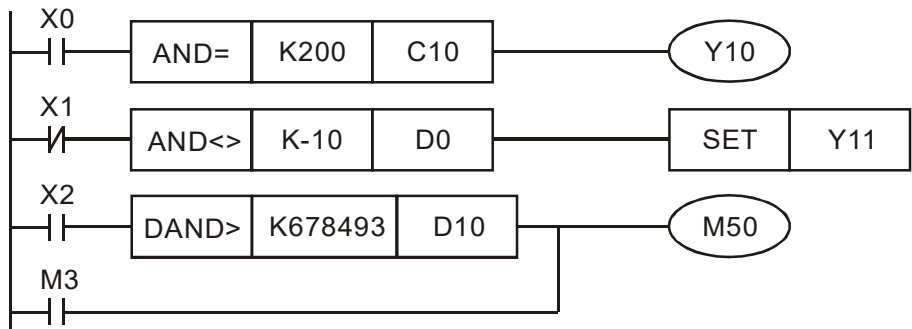 X0
AND= K200 C10 Y10
X1
AND<> K-10 D0 SET Y11
X2
DAND> K678493 D10 M50
M3